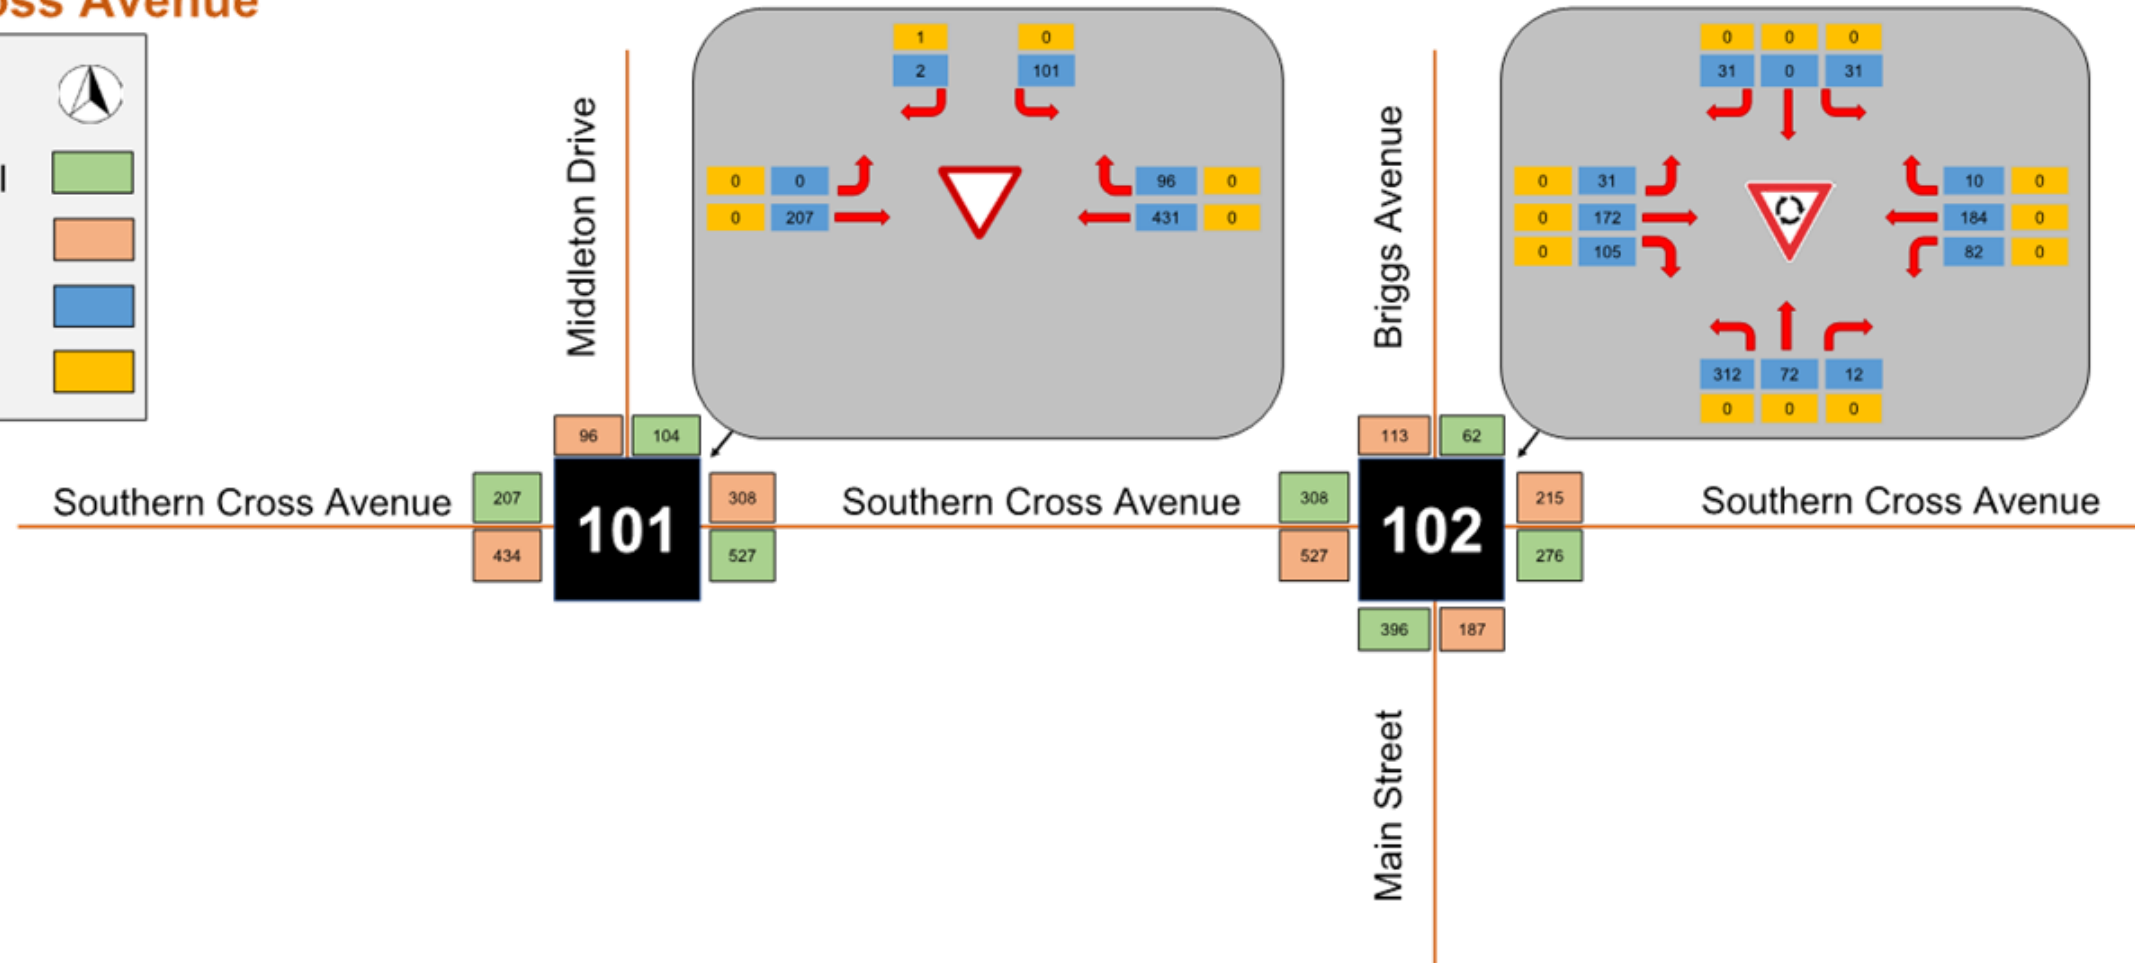 oss Avenue
l
Middleton Drive
1 0
2 101
0 0
0 207
96 0
431 0
Briggs Avenue
0 0 0
31 0 31
0 31
0 172
0 105
10 0
184 0
82 0
312 72 12
0 0 0
96 104
113 62
Southern Cross Avenue
207
434
101
308
527
Southern Cross Avenue
308
527
102
215
276
Southern Cross Avenue
396 187
Main Street